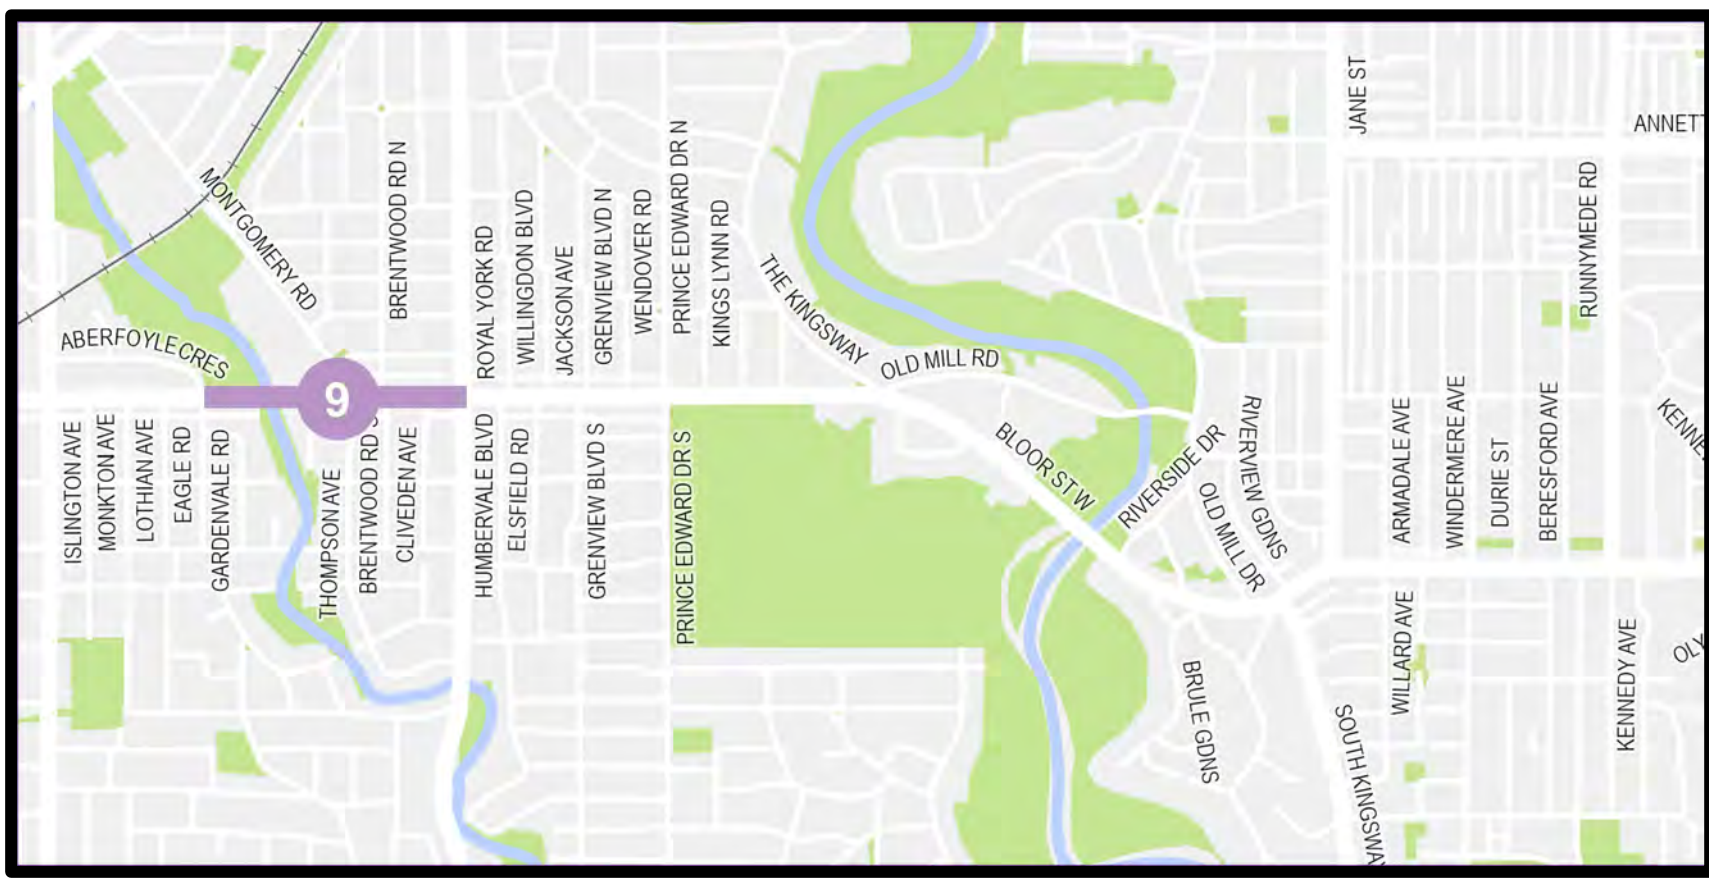 JANE ST
ANNETT
MONTGOMERY RD
BRENTWOOD RD N
ROYAL YORK RD
WILLINGDON BLVD
JACKSON AVE
GRENVIEW BLVD N
WENDOVER RD
PRINCE EDWARD DR N
KINGS LYNN RD
THE KINGSWAY
RUNNYMEDE RD
ABERFOYLE CRES
OLD MILL RD
9
ISLINGTON AVE
MONKTON AVE
LOTHIAN AVE
EAGLE RD
GARDENVALE RD
THOMPSON AVE
BRENTWOOD RD S
CLIVEDEN AVE
HUMBERVALE BLVD
ELSFIELD RD
GRENVIEW BLVD S
PRINCE EDWARD DR S
BLOOR ST W
RIVERSIDE DR
RIVERVIEW GDNS
OLD MILL DR
ARMADALE AVE
WINDERMERE AVE
DURIE ST
BERESFORD AVE
KENNE
WILLARD AVE
KENNEDY AVE
OLY
BRULE GDNS
SOUTH KINGSWA